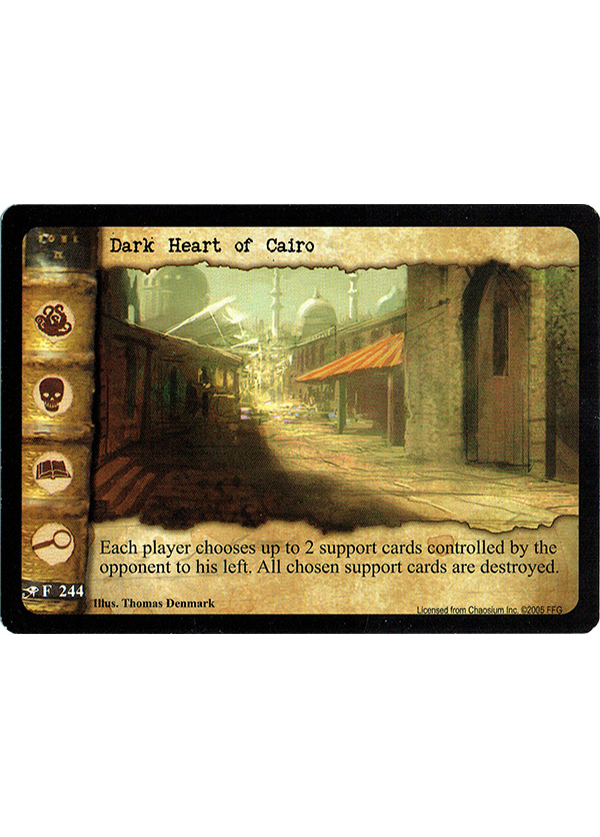 Dark Heart of Cairo
Each player chooses up to 2 support cards controlled by the
opponent to his left. All chosen support cards are destroyed.
F 244
Illus. Thomas Denmark
Licensed from Chaosium Inc. ©2005 FFG